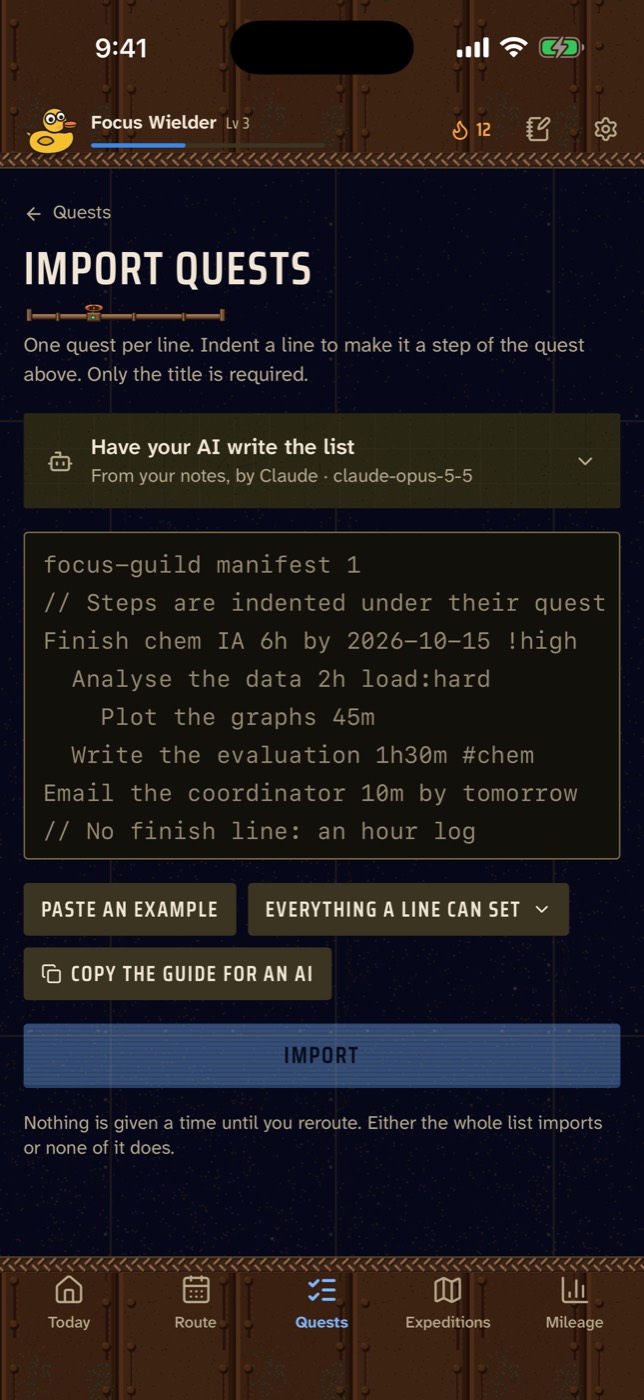 9:41
Focus Wielder Lv 3
12
Quests
IMPORT QUESTS
One quest per line. Indent a line to make it a step of the quest
above. Only the title is required.
Have your AI write the list
From your notes, by Claude · claude-opus-5-5
focus-guild manifest 1
// Steps are indented under their quest
Finish chem IA 6h by 2026-10-15 !high
Analyse the data 2h load:hard
Plot the graphs 45m
Write the evaluation 1h30m #chem
Email the coordinator 10m by tomorrow
// No finish line: an hour log
PASTE AN EXAMPLE
EVERYTHING A LINE CAN SET
COPY THE GUIDE FOR AN AI
IMPORT
Nothing is given a time until you reroute. Either the whole list imports
or none of it does.
Today
Route
Quests
Expeditions
Mileage